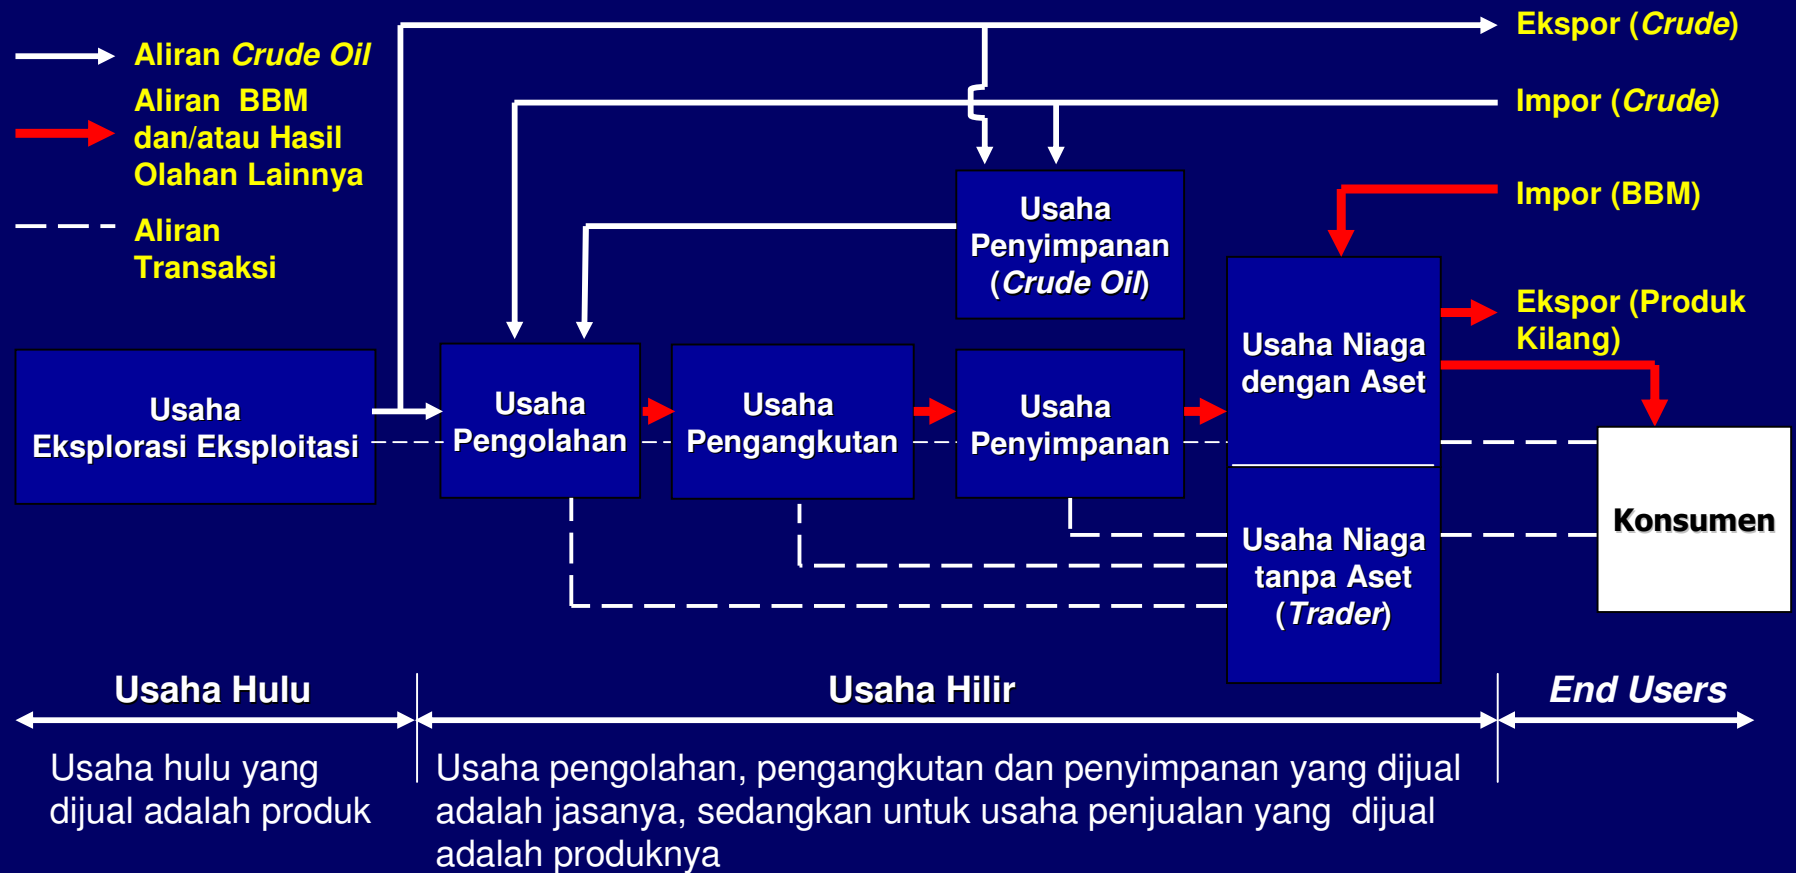 Aliran Crude Oil
Aliran BBM
dan/atau Hasil
Olahan Lainnya
Aliran
Transaksi
Ekspor (Crude)
Impor (Crude)
Impor (BBM)
Ekspor (Produk
Kilang)
Usaha
Penyimpanan
(Crude Oil)
Usaha
Eksplorasi Eksploitasi
Usaha
Pengolahan
Usaha
Pengangkutan
Usaha
Penyimpanan
Usaha Niaga
dengan Aset
Usaha Niaga
tanpa Aset
(Trader)
Konsumen
Usaha Hulu
Usaha Hilir
End Users
Usaha hulu yang
dijual adalah produk
Usaha pengolahan, pengangkutan dan penyimpanan yang dijual
adalah jasanya, sedangkan untuk usaha penjualan yang dijual
adalah produknya